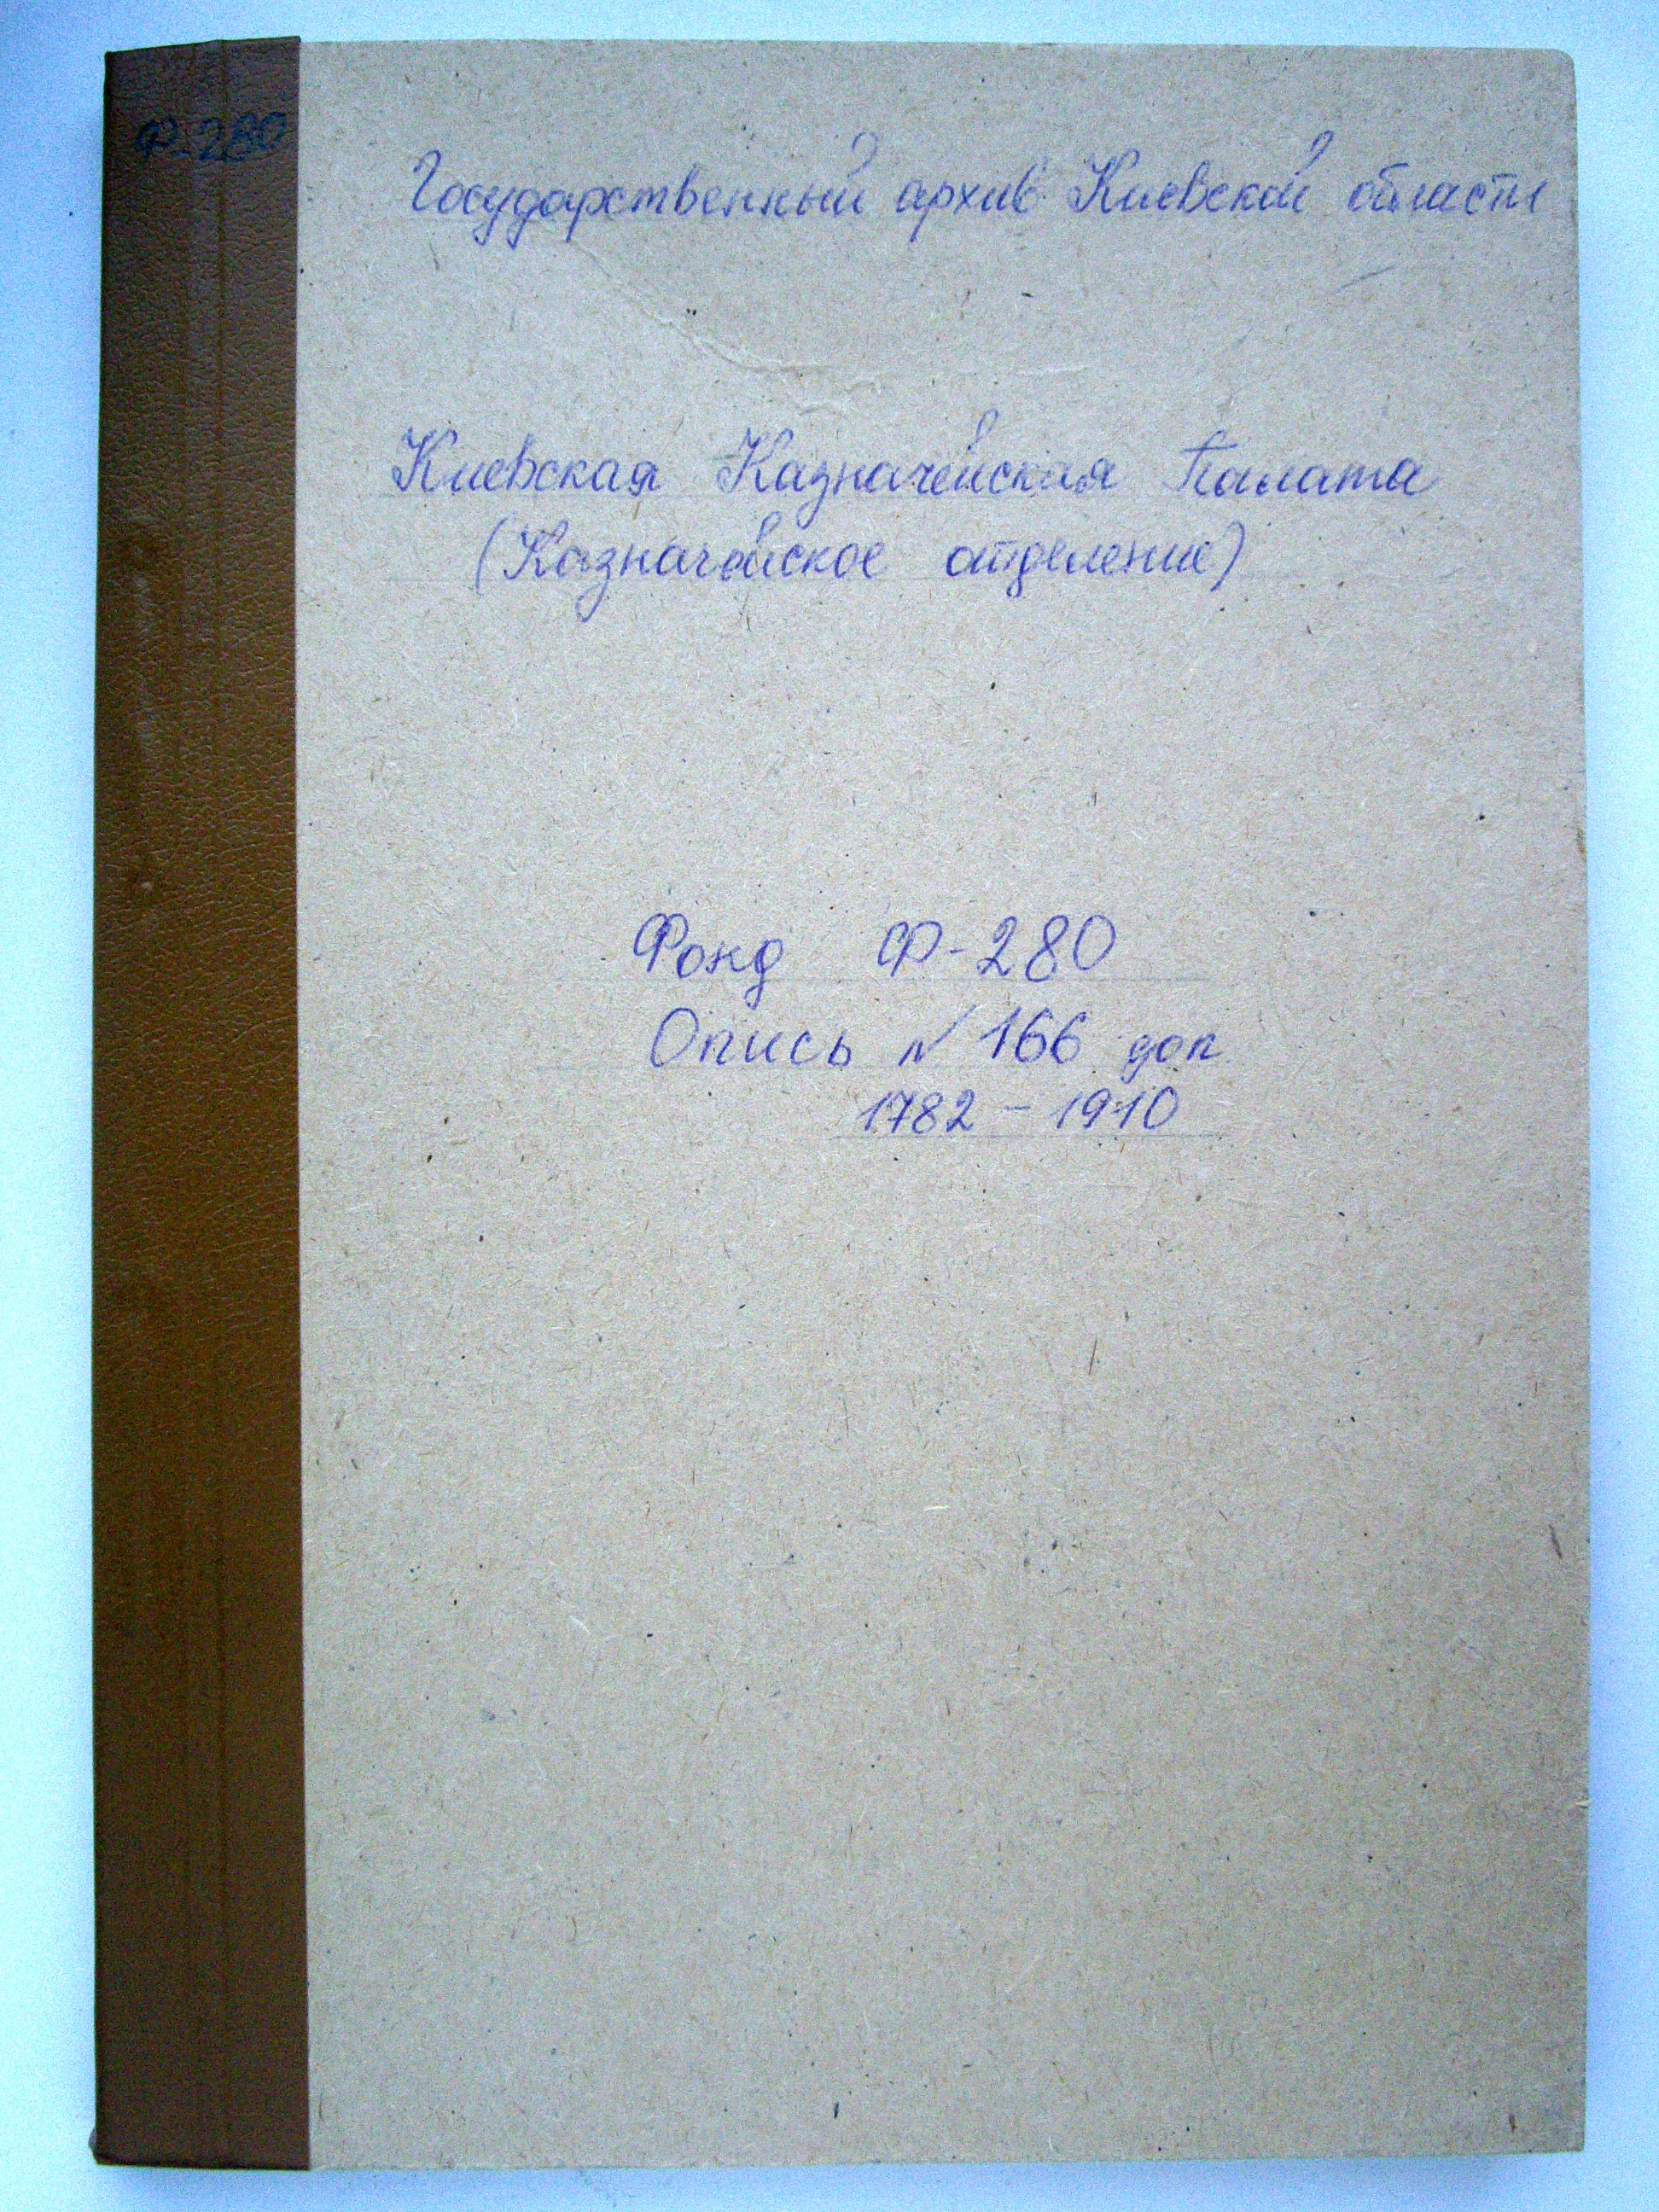 Ф-280
Государственный архив Киевской области
Киевская Казначейская Палата
(Казначейское отделение)
Фонд Ф-280
Опись № 166 доп
1782 - 1910